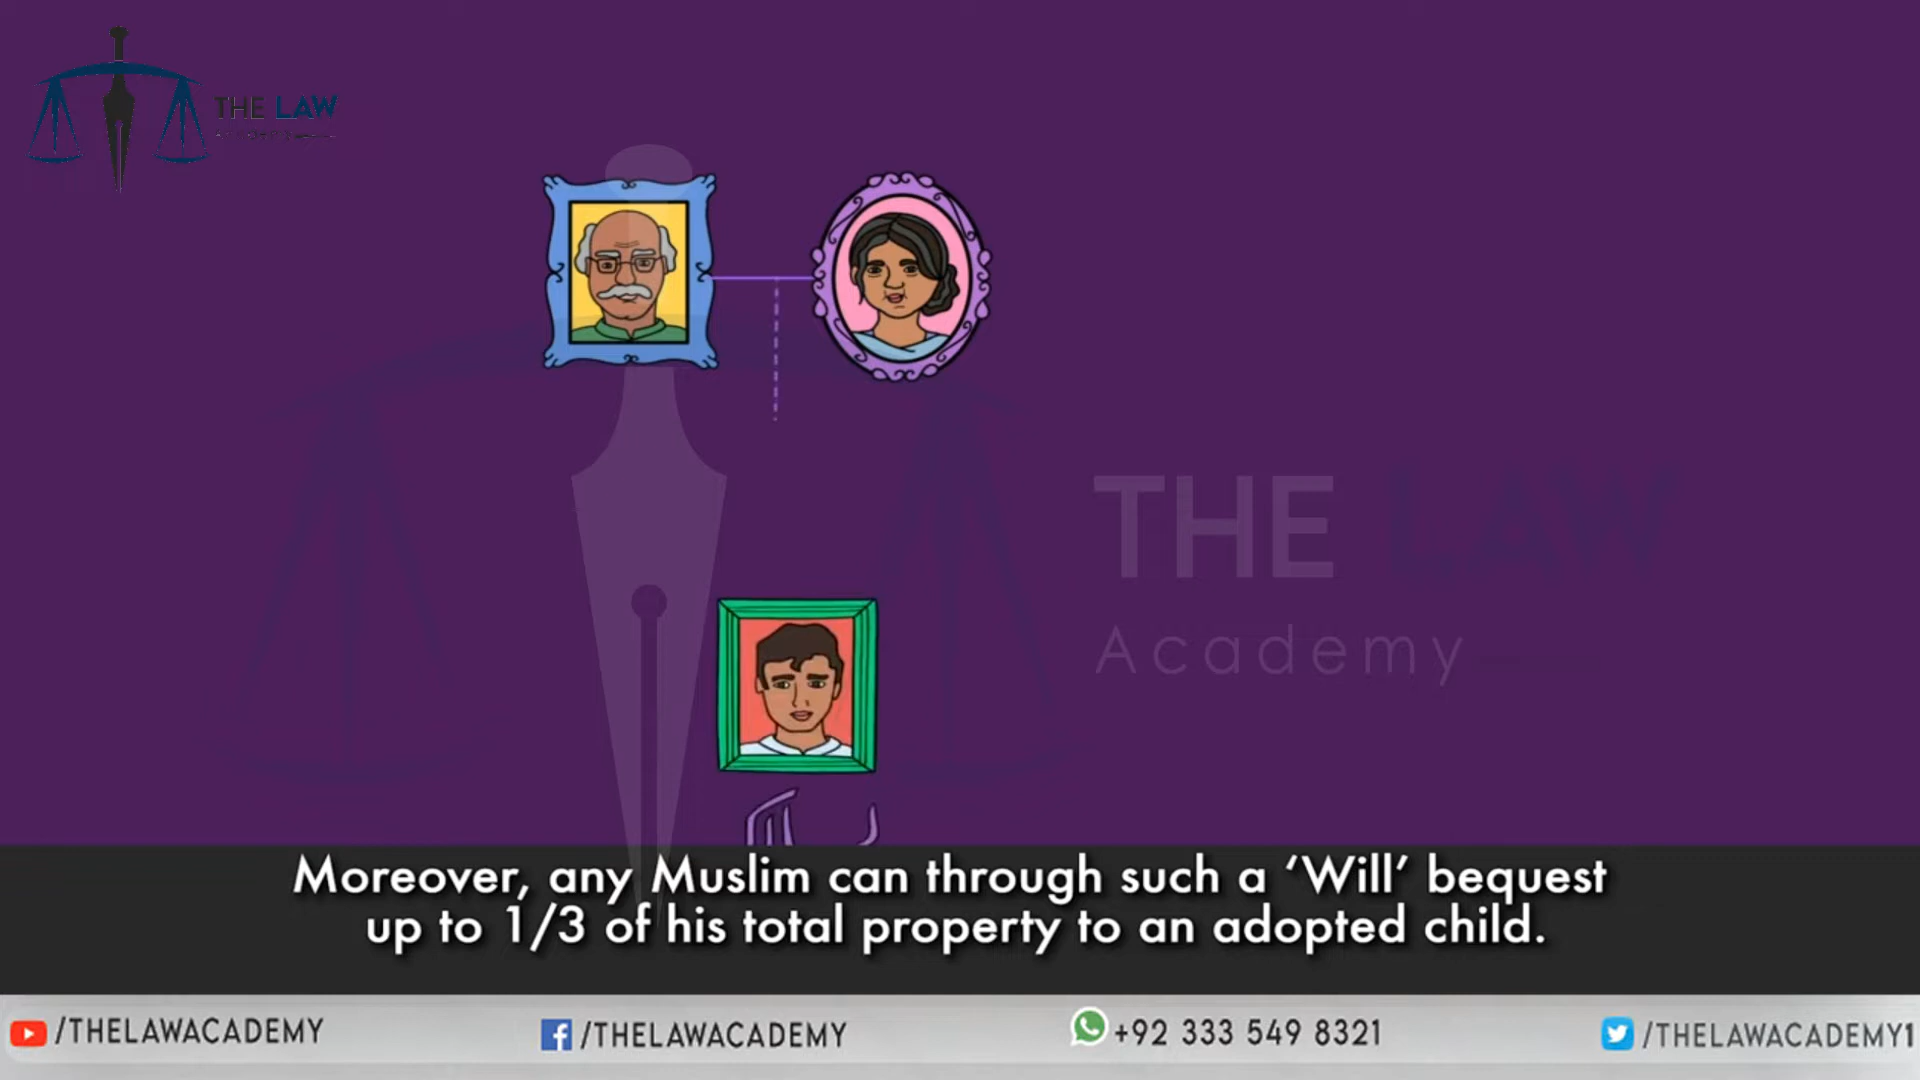 THE LAW
THE LAW
Academy
Moreover, any Muslim can through such a ‘Will’ bequest
up to 1/3 of his total property to an adopted child.
/THELAWACADEMY
/THELAWACADEMY
+92 333 549 8321
/THELAWACADEMY1